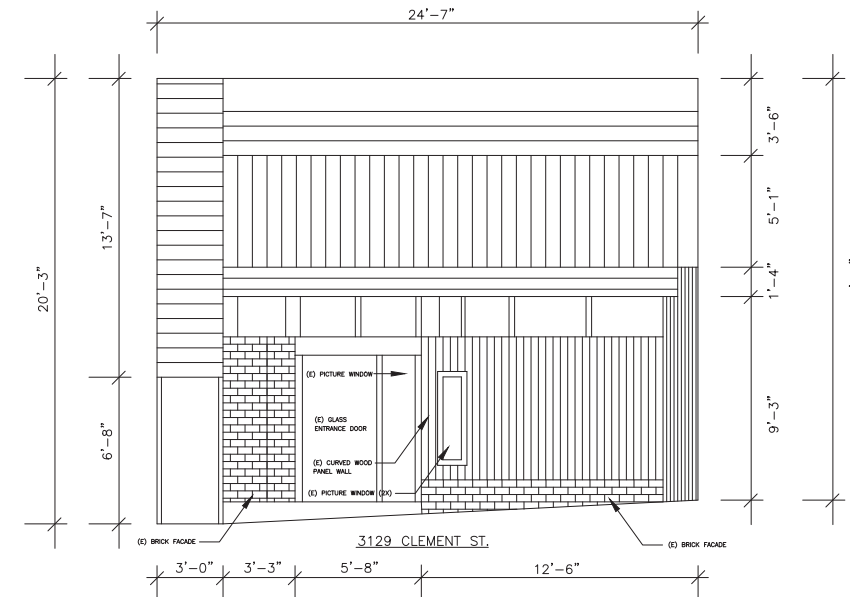 24'-7"
3'-6"
5'-1"
1'-4"
9'-3"
13'-7"
20'-3"
6'-8"
(E) PICTURE WINDOW
(E) GLASS
ENTRANCE DOOR
(E) CURVED WOOD
PANEL WALL
(E) PICTURE WINDOW (2X)
(E) BRICK FACADE
3129 CLEMENT ST.
(E) BRICK FACADE
3'-0"
3'-3"
5'-8"
12'-6"